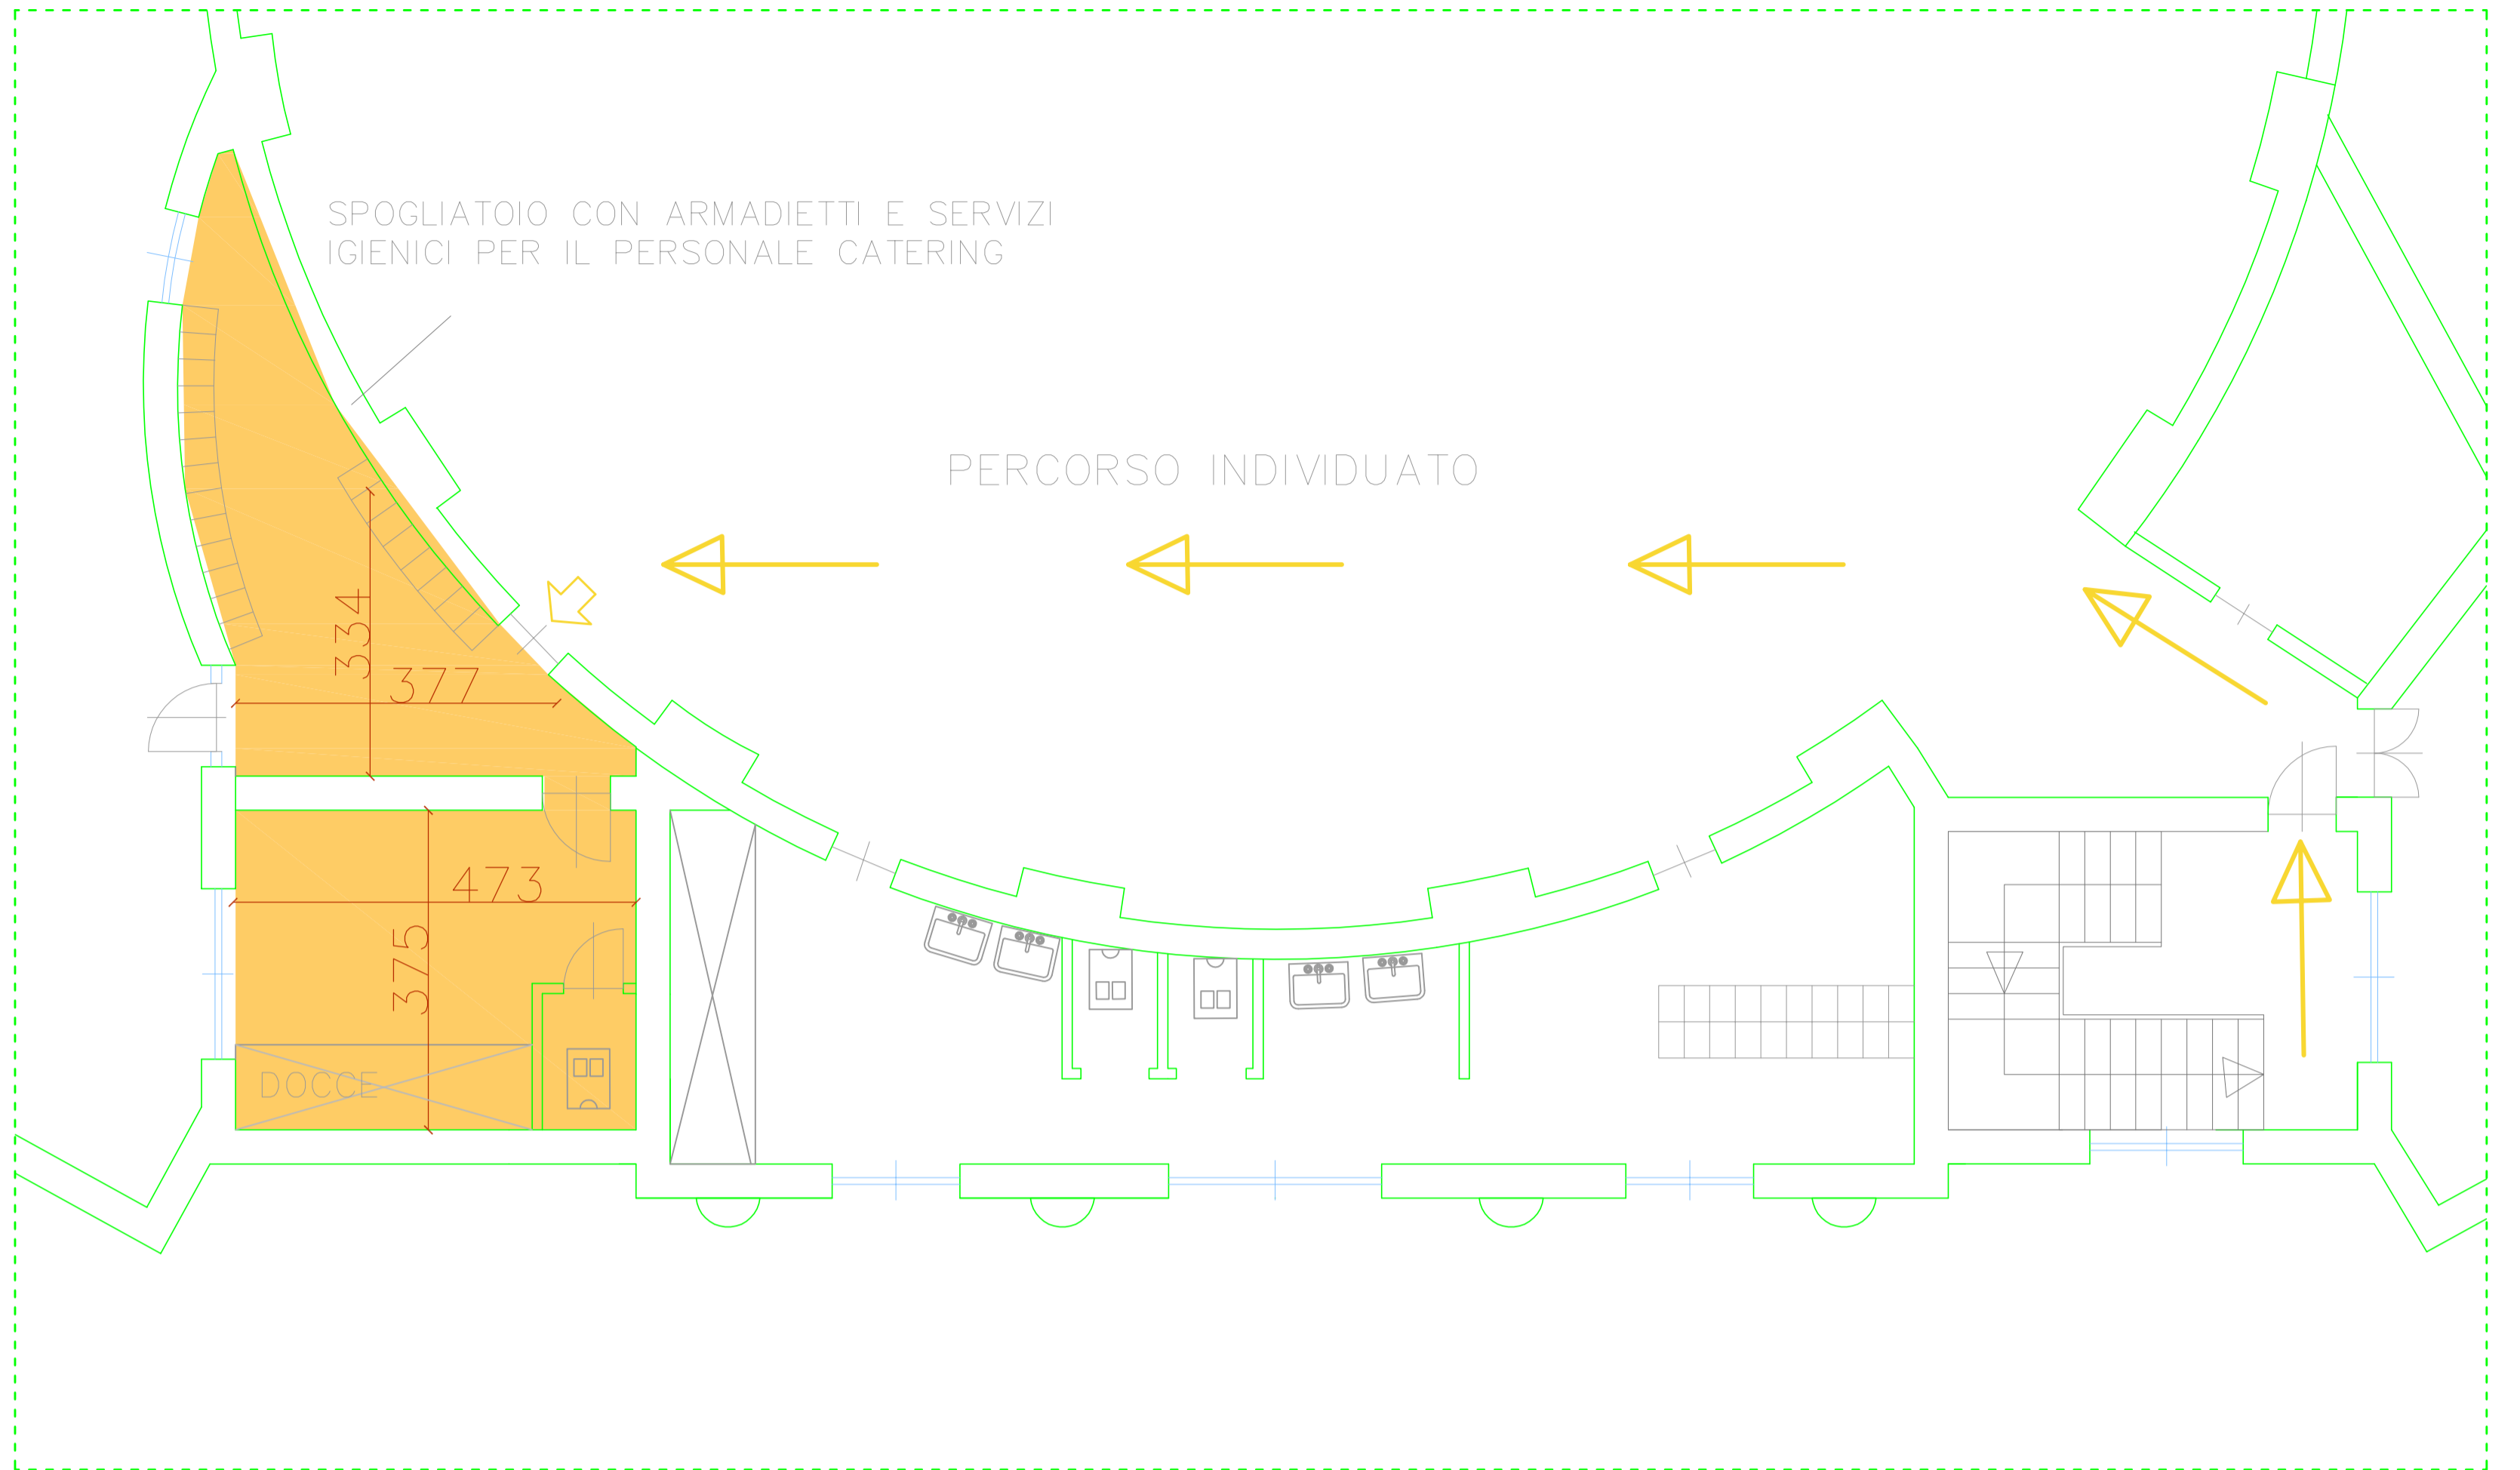 SPOGLIATOIO CON ARMADIETTI E SERVIZI
IGIENICI PER IL PERSONALE CATERING
PERCORSO INDIVIDUATO
334
377
473
375
DOCCE